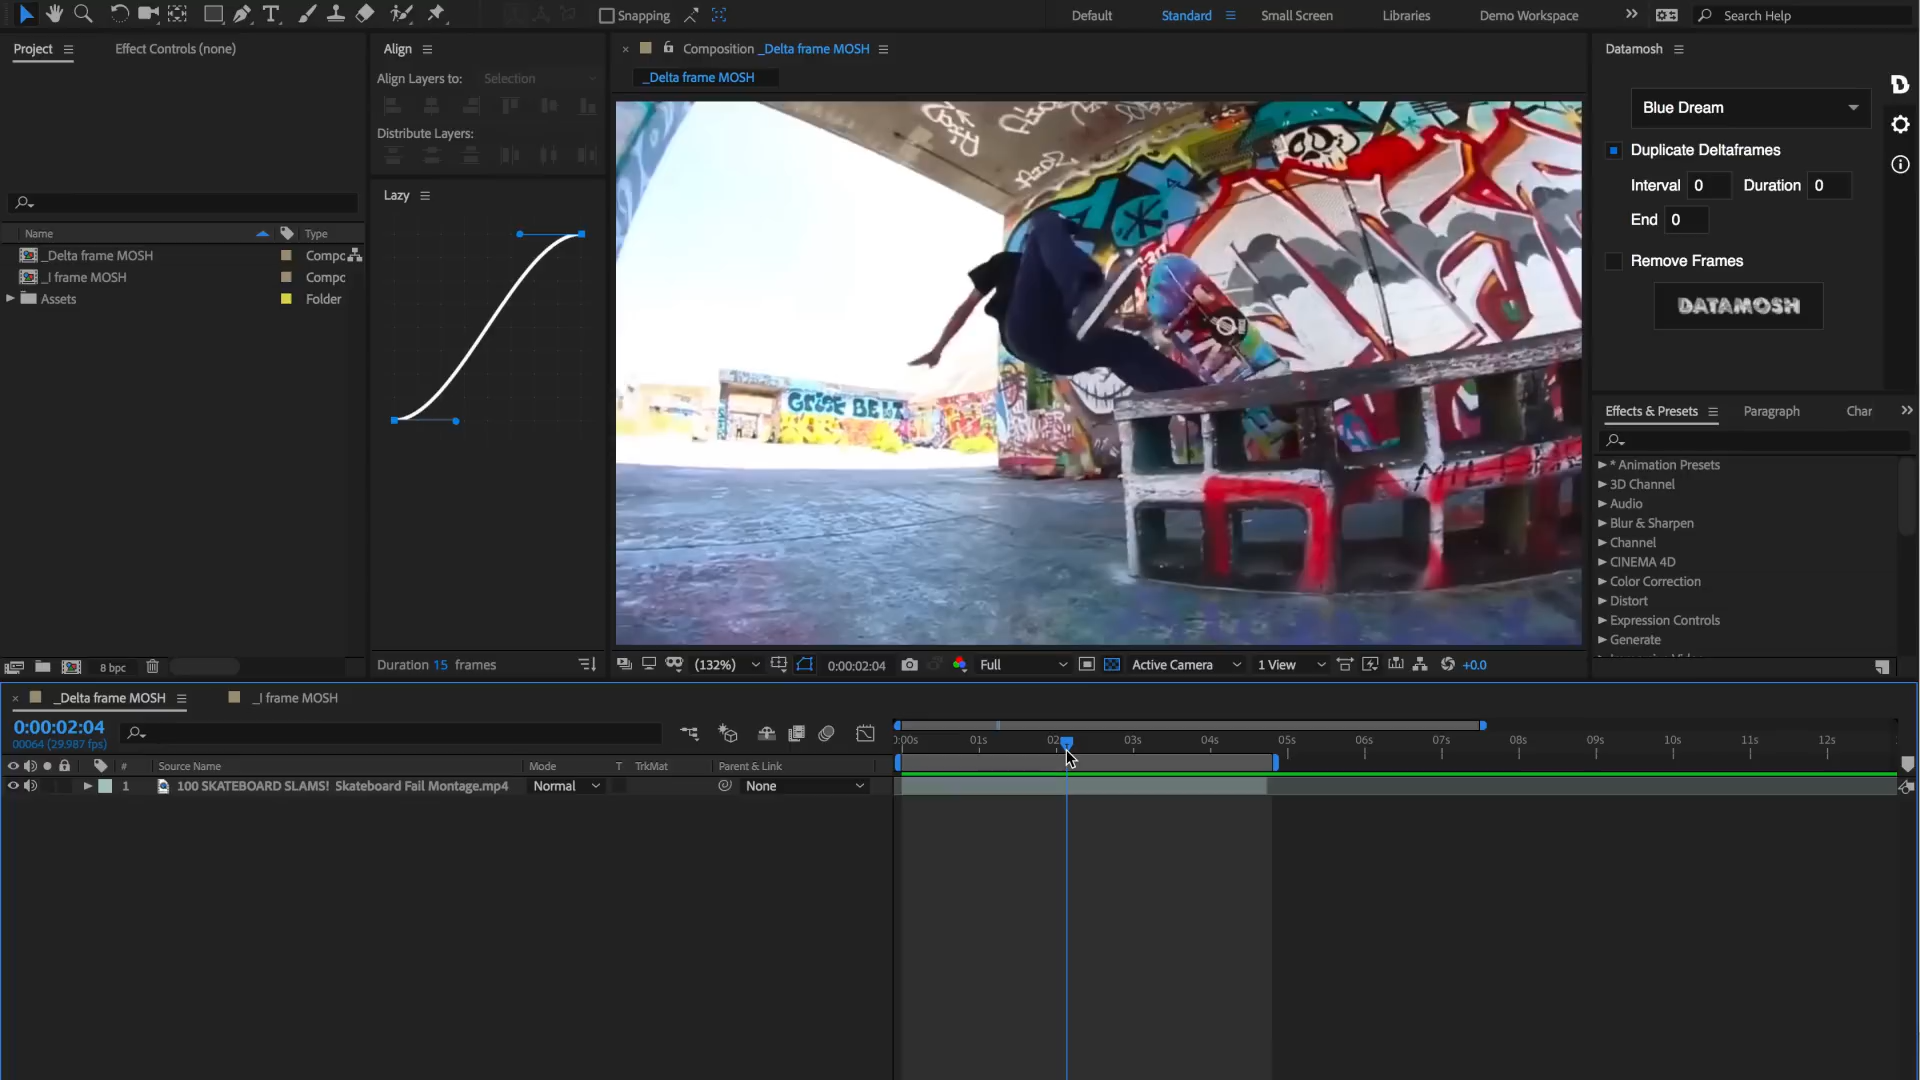 Snapping
Default
Standard
Small Screen
Libraries
Demo Workspace
Search Help
Project
Effect Controls (none)
Align
Composition _Delta frame MOSH
Datamosh
_Delta frame MOSH
Align Layers to:
Selection
Distribute Layers:
Blue Dream
Duplicate Deltaframes
Interval 0 Duration 0
End 0
Remove Frames
DATAMOSH
Lazy
Name
Type
_Delta frame MOSH
Compc
_I frame MOSH
Compc
Assets
Folder
Effects & Presets
Paragraph
Char
* Animation Presets
3D Channel
Audio
Blur & Sharpen
Channel
CINEMA 4D
Color Correction
Distort
Expression Controls
Generate
8 bpc
Duration 15 frames
(132%)
0:00:02:04
Full
Active Camera
1 View
+0.0
_Delta frame MOSH
_I frame MOSH
0:00:02:04
00064 (29.987 fps)
01s
03s
04s
05s
06s
07s
08s
09s
10s
11s
12s
#
Source Name
Mode
T TrkMat
Parent & Link
1
100 SKATEBOARD SLAMS! Skateboard Fail Montage.mp4
Normal
None